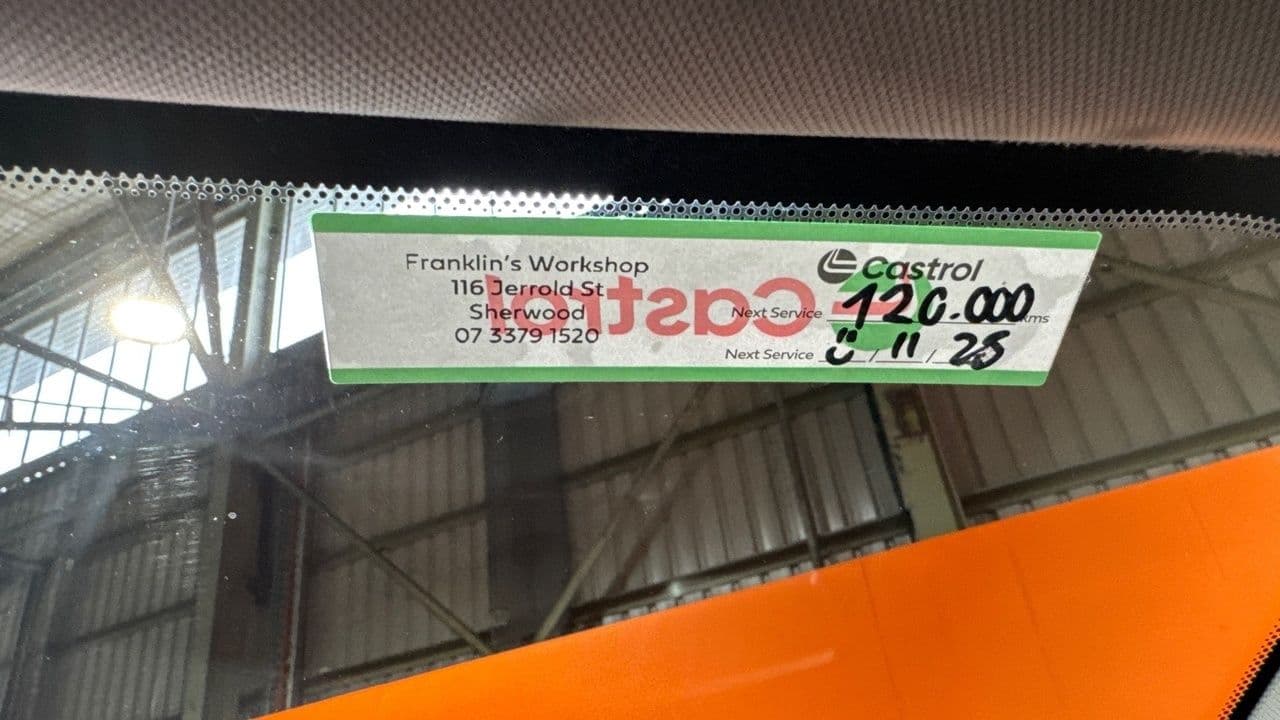 Franklin's Workshop
116 Jerrold St
Sherwood
07 3379 1520
Castrol
Castrol
Next Service 120.000 kms
Next Service / 11 / 25